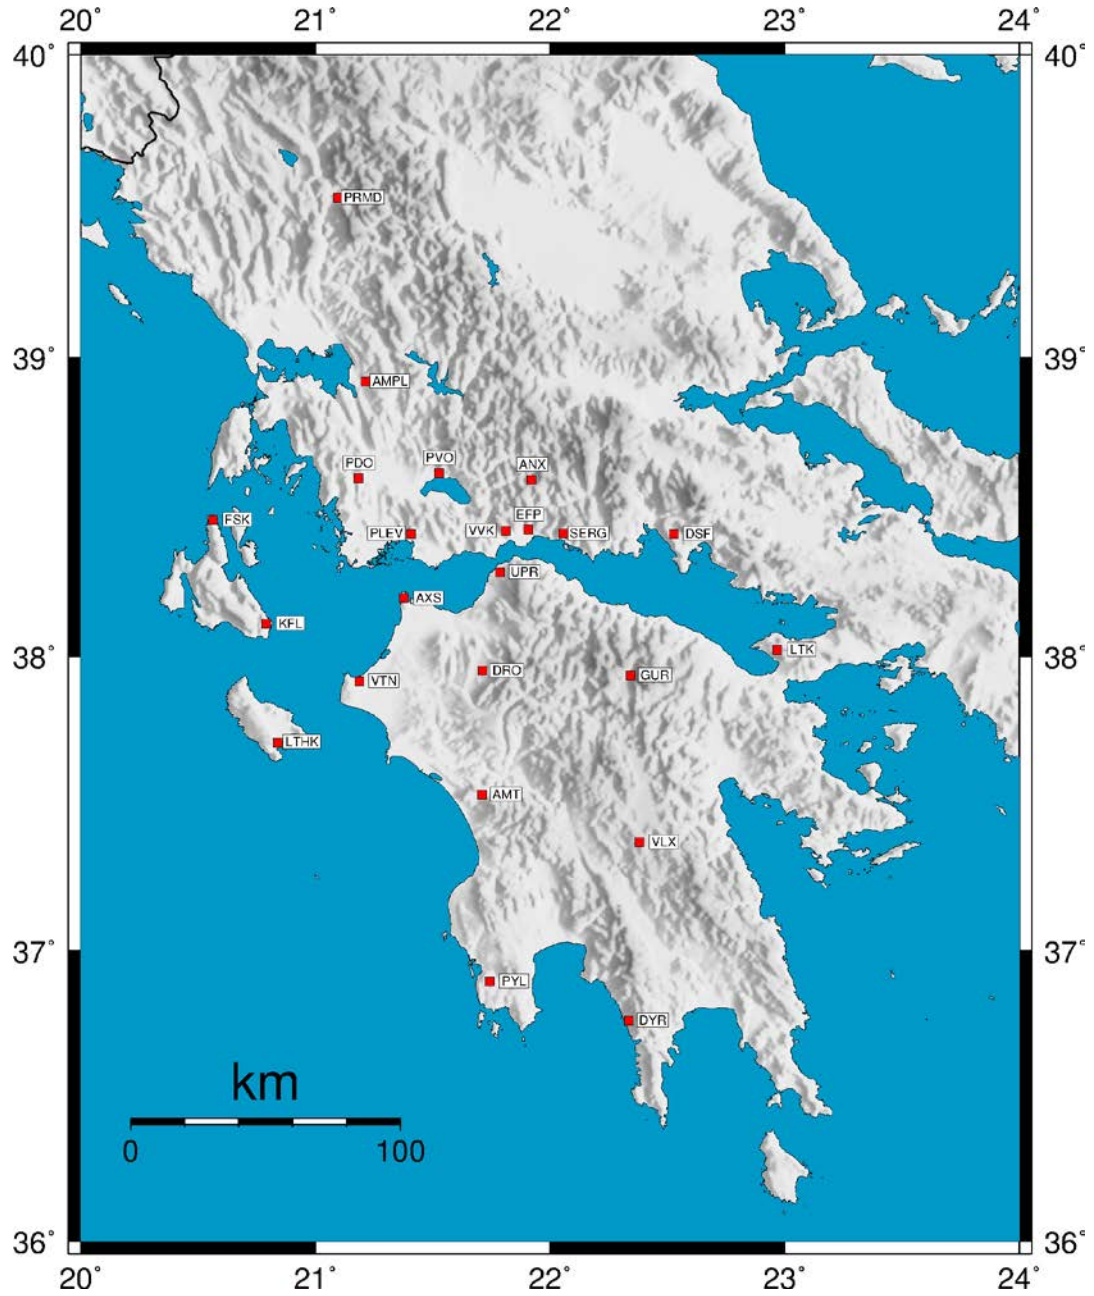 20° 21° 22° 23° 24°
40° 40°
PRMD
39° 39°
AMPL
PVO
PDO ANX
EFP
FSK
PLEV VVK SERG DSF
UPR
AXS
KFL
LTK
38° 38°
DRO GUR
VTN
LTHK
AMT
VLX
37° 37°
PYL
DYR
km
0 100
36° 36°
20° 21° 22° 23° 24°